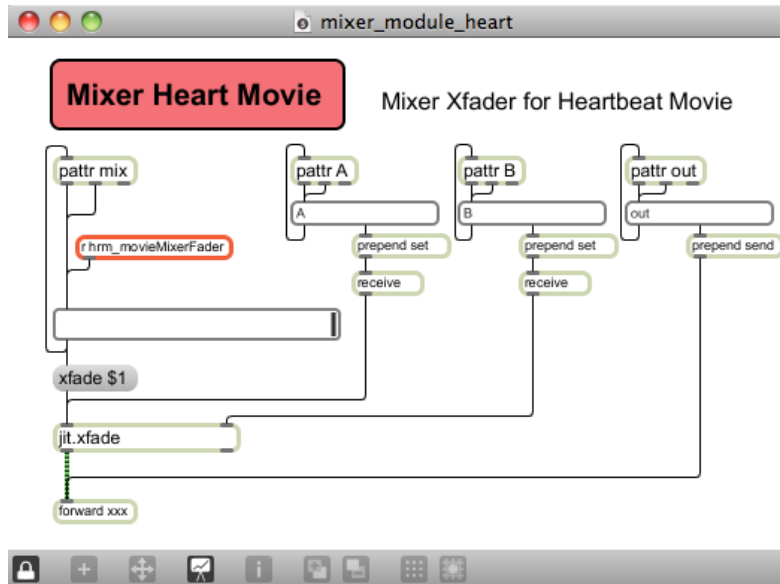 mixer_module_heart
Mixer Heart Movie
Mixer Xfader for Heartbeat Movie
pattr mix
pattr A
pattr B
pattr out
A
B
out
r hrm_movieMixerFader
prepend set
prepend set
prepend send
receive
receive
xfade $1
jit.xfade
forward xxx